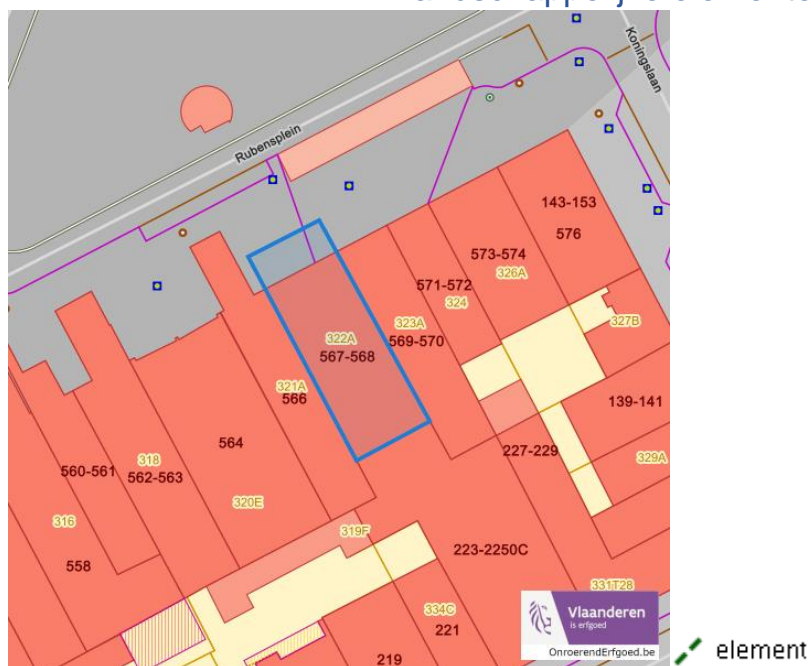 Koningslaan
Rubensplein
143-153
576
573-574
326A
571-572
324
323A
569-570
327B
322A
567-568
321A
566
139-141
329A
227-229
564
560-561
318
562-563
320E
316
558
319F
223-2250C
331T28
334C
221
219
Vlaanderen
is erfgoed
OnroerendErfgoed.be
element